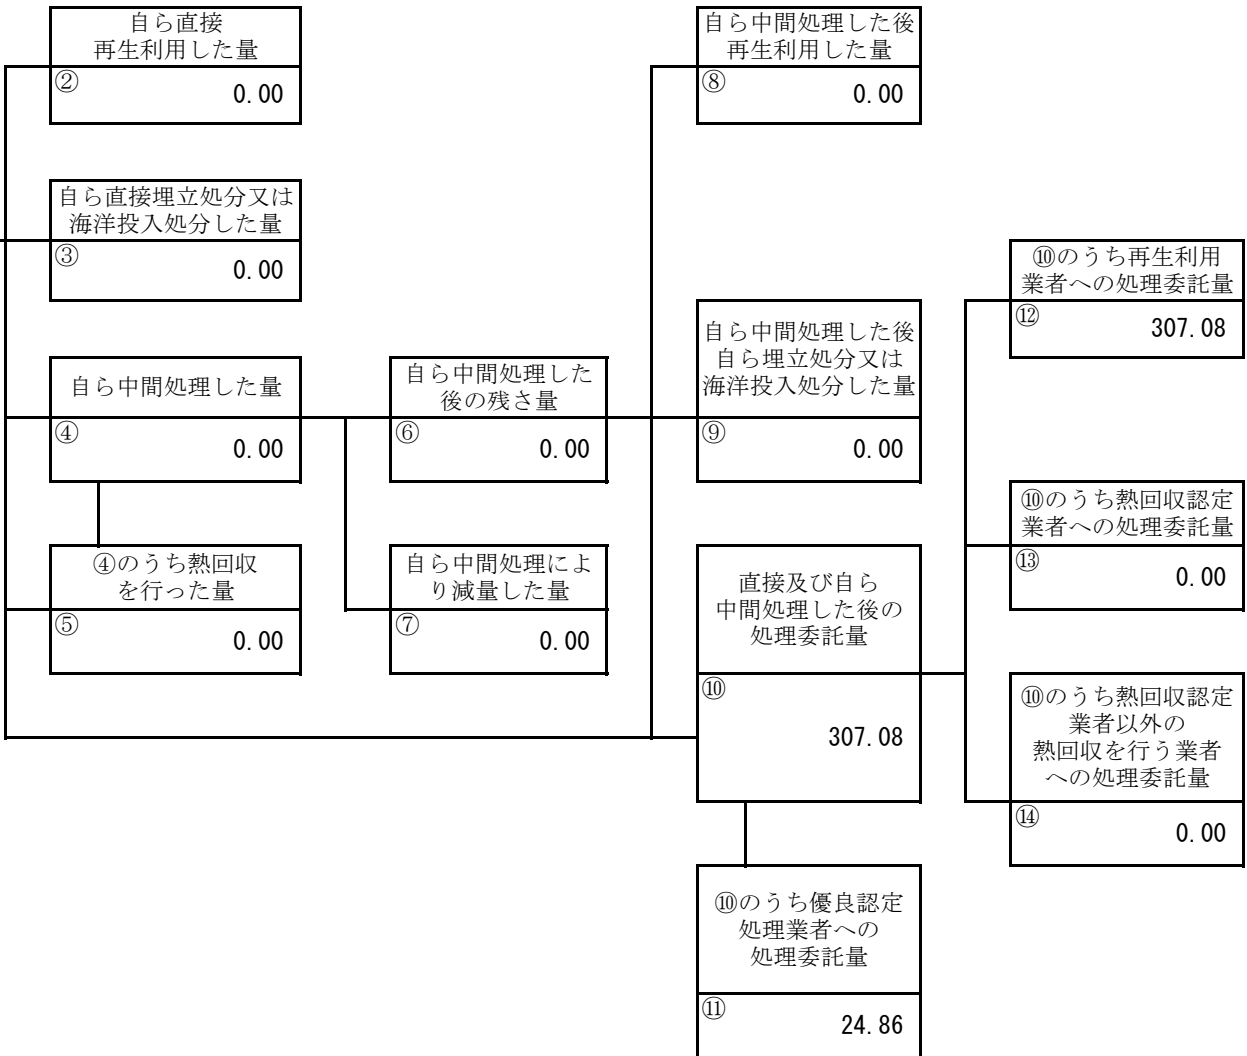 自ら直接
再生利用した量
②
0.00
自ら直接埋立処分又は
海洋投入処分した量
③
0.00
自ら中間処理した量
④
0.00
④のうち熱回収
を行った量
⑤
0.00
自ら中間処理した
後の残さ量
⑥
0.00
自ら中間処理によ
り減量した量
⑦
0.00
自ら中間処理した後
再生利用した量
⑧
0.00
自ら中間処理した後
自ら埋立処分又は
海洋投入処分した量
⑨
0.00
直接及び自ら
中間処理した後の
処理委託量
⑩
307.08
⑩のうち優良認定
処理業者への
処理委託量
⑪
24.86
⑩のうち再生利用
業者への処理委託量
⑫
307.08
⑩のうち熱回収認定
業者への処理委託量
⑬
0.00
⑩のうち熱回収認定
業者以外の
熱回収を行う業者
への処理委託量
⑭
0.00